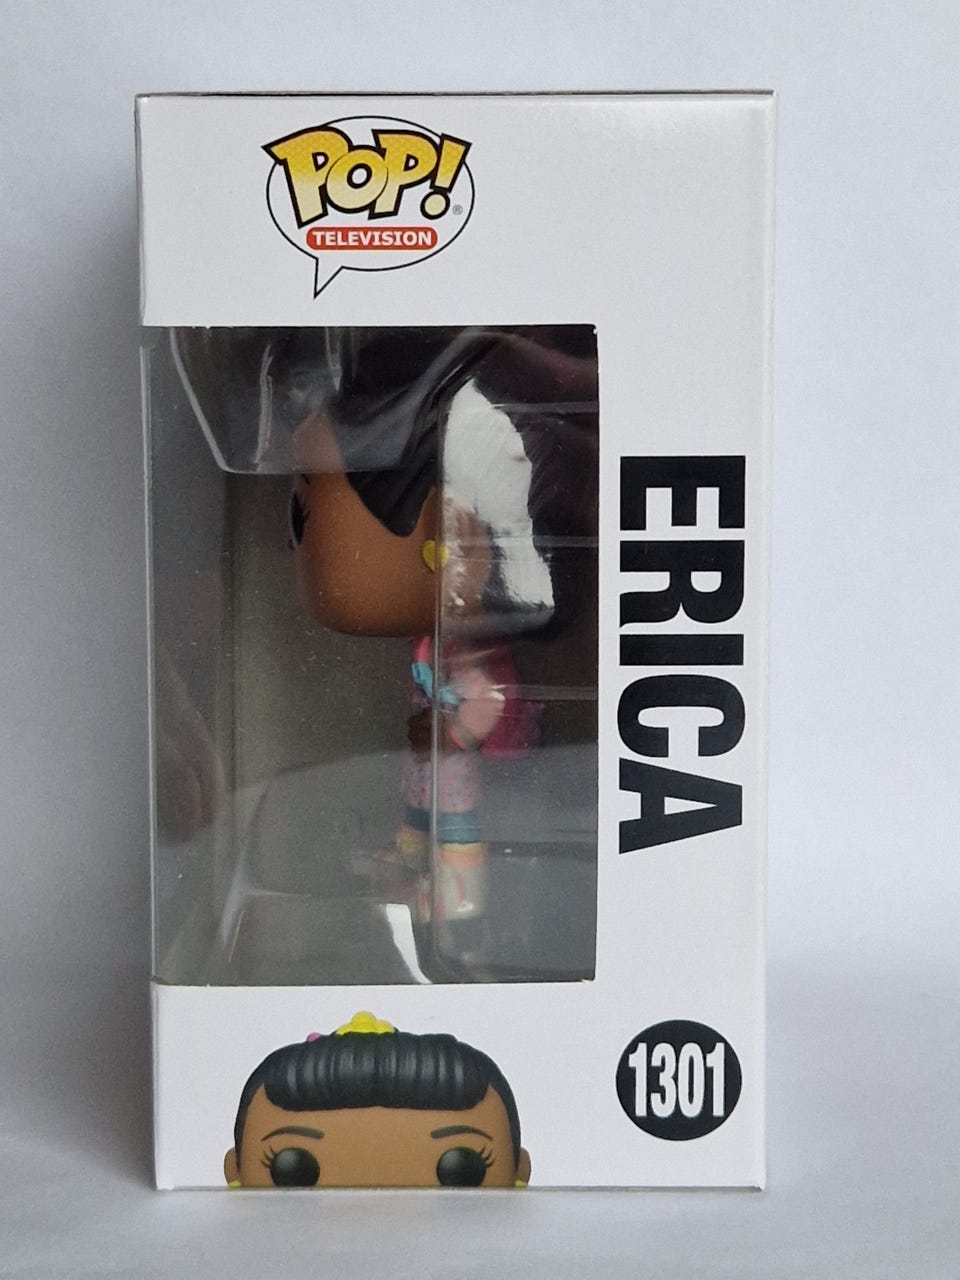 POP!®
TELEVISION
ERICA
1301